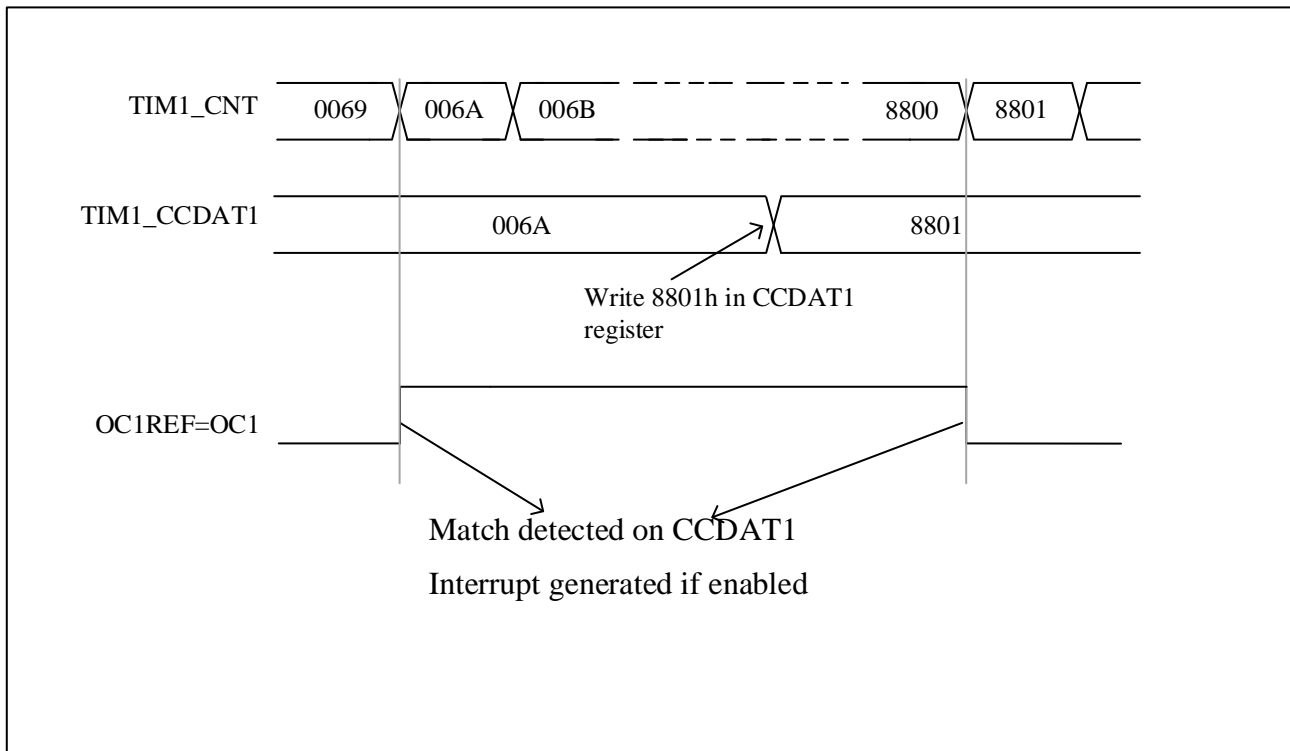 TIM1_CNT
0069
006A
006B
8800
8801
TIM1_CCDAT1
006A
8801
Write 8801h in CCDAT1
register
OC1REF=OC1
Match detected on CCDAT1
Interrupt generated if enabled